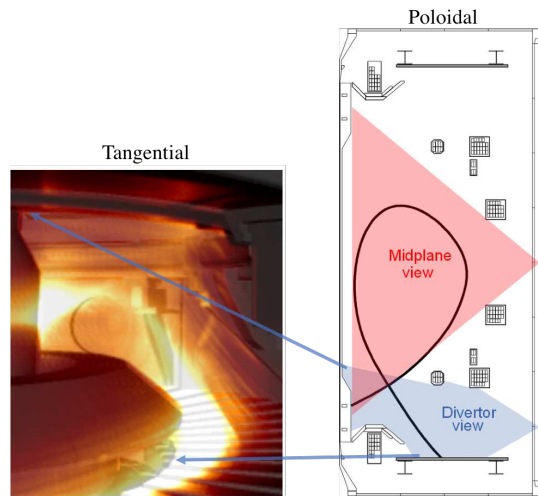 Poloidal
Tangential
Midplane
view
Divertor
view